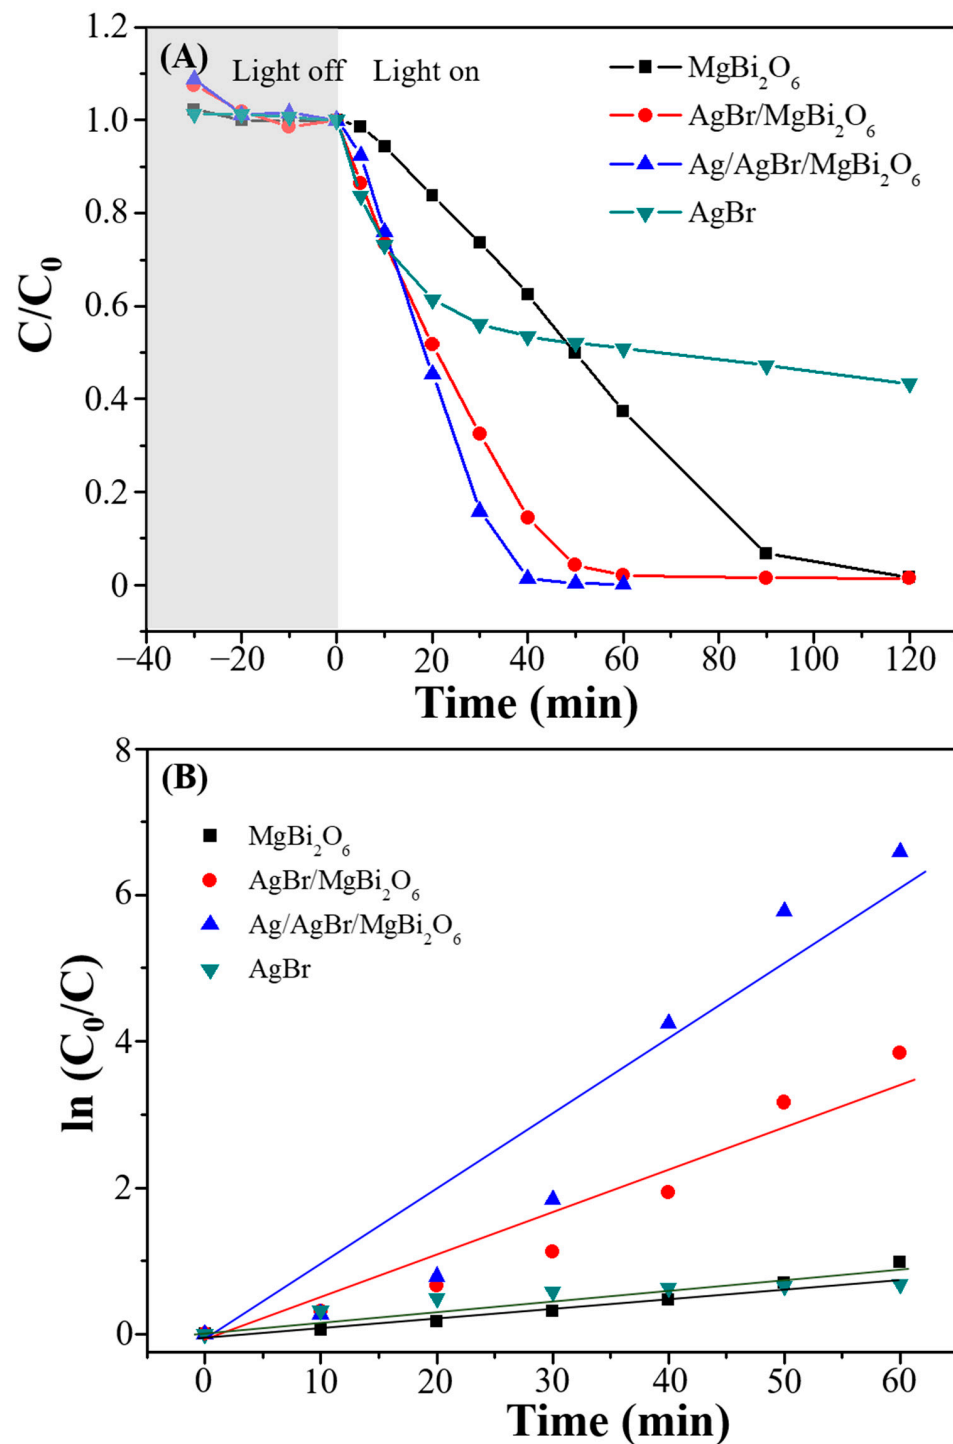 (A)
Light off
Light on
MgBi₂O₆
AgBr/MgBi₂O₆
Ag/AgBr/MgBi₂O₆
AgBr
1.2
1.0
0.8
0.6
0.4
0.2
0
C/C₀
−40
−20
0
20
40
60
80
100
120
Time (min)
(B)
MgBi₂O₆
AgBr/MgBi₂O₆
Ag/AgBr/MgBi₂O₆
AgBr
8
6
4
2
0
ln (C₀/C)
0
10
20
30
40
50
60
Time (min)